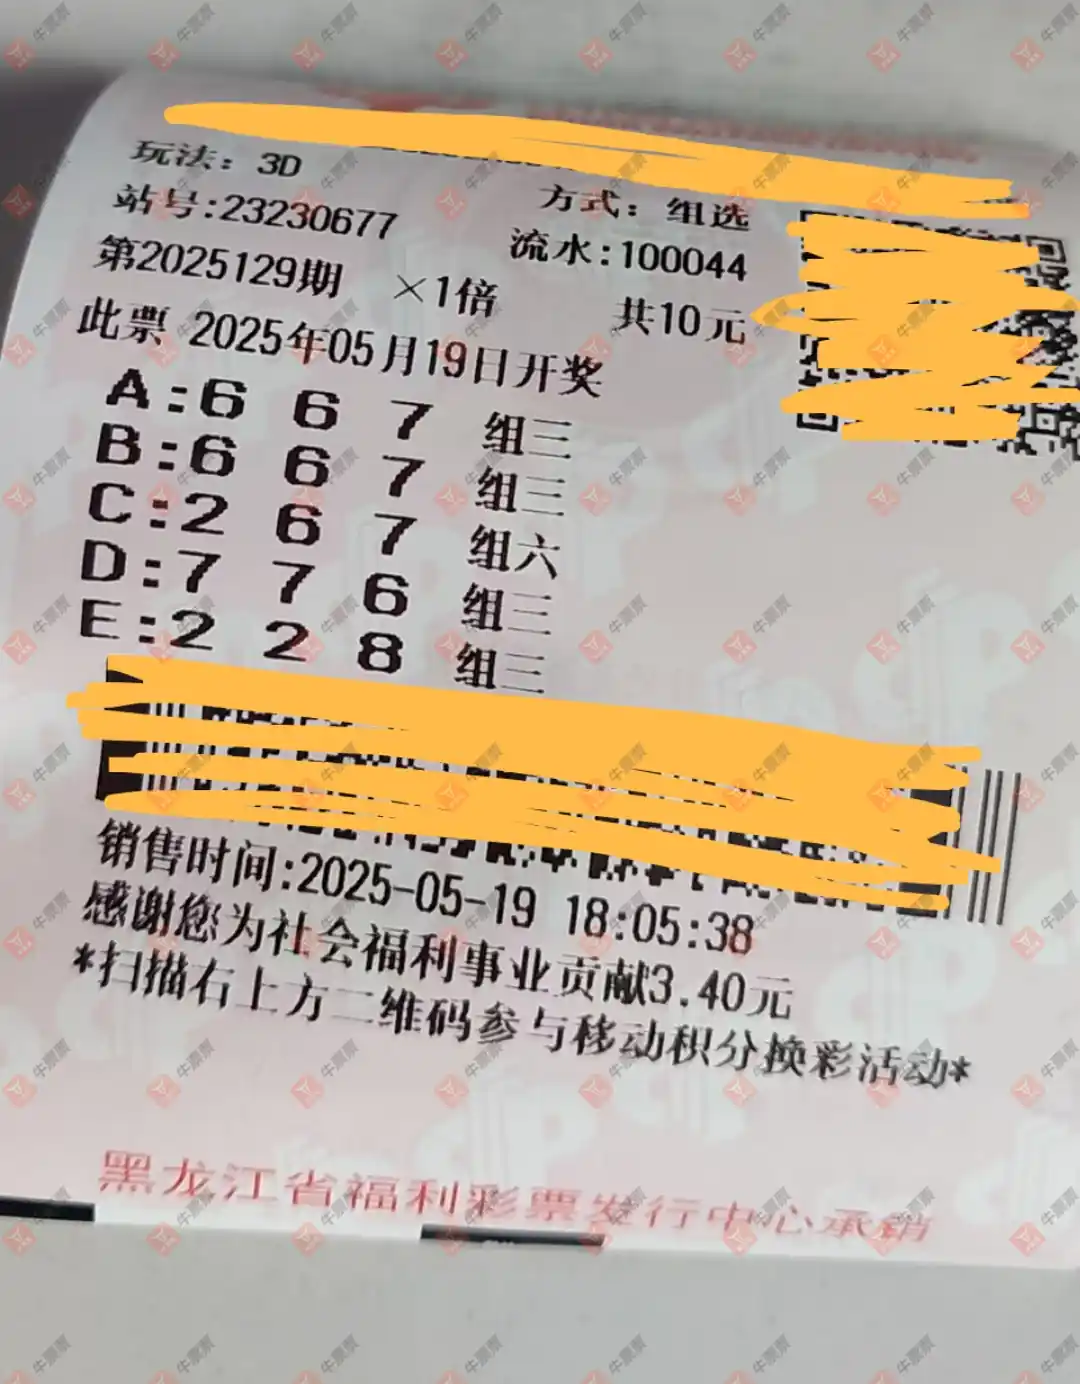 玩法：3D
方式：组选
站号:23230677
流水:100044
第2025129期 ×1倍 共10元
此票 2025年05月19日开奖
A:6 6 7 组三
B:6 6 7 组三
C:2 6 7 组六
D:7 7 6 组三
E:2 2 8 组三
销售时间:2025-05-19 18:05:38
感谢您为社会福利事业贡献3.40元
*扫描右上方二维码参与移动积分换彩活动*
黑龙江省福利彩票发行中心承销
牛票票